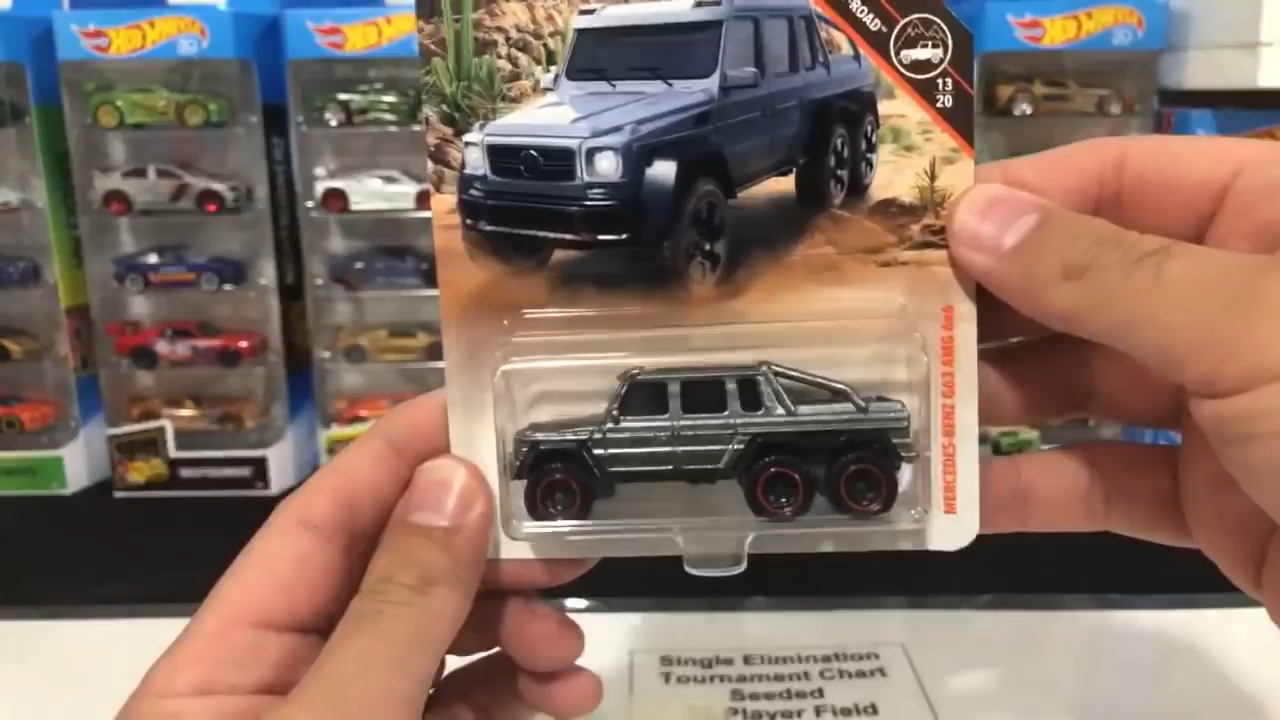 Hot Wheels
Hot Wheels
Hot Wheels
-ROAD™
13
20
MERCEDES-BENZ G63 AMG 6x6
Single Elimination
Tournament Chart
Seeded
Player Field